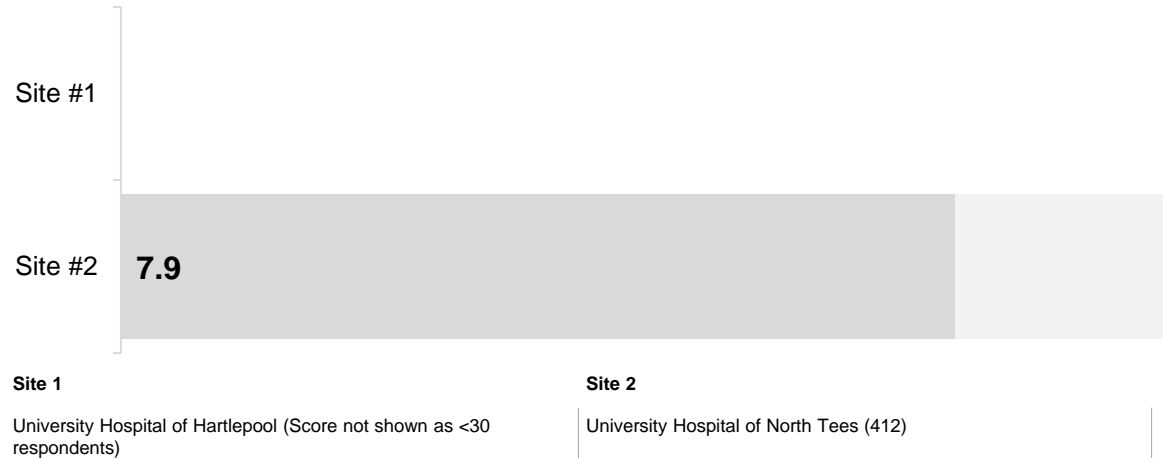 Site #1
Site #2
7.9
Site 1
Site 2
University Hospital of Hartlepool (Score not shown as <30
respondents)
University Hospital of North Tees (412)